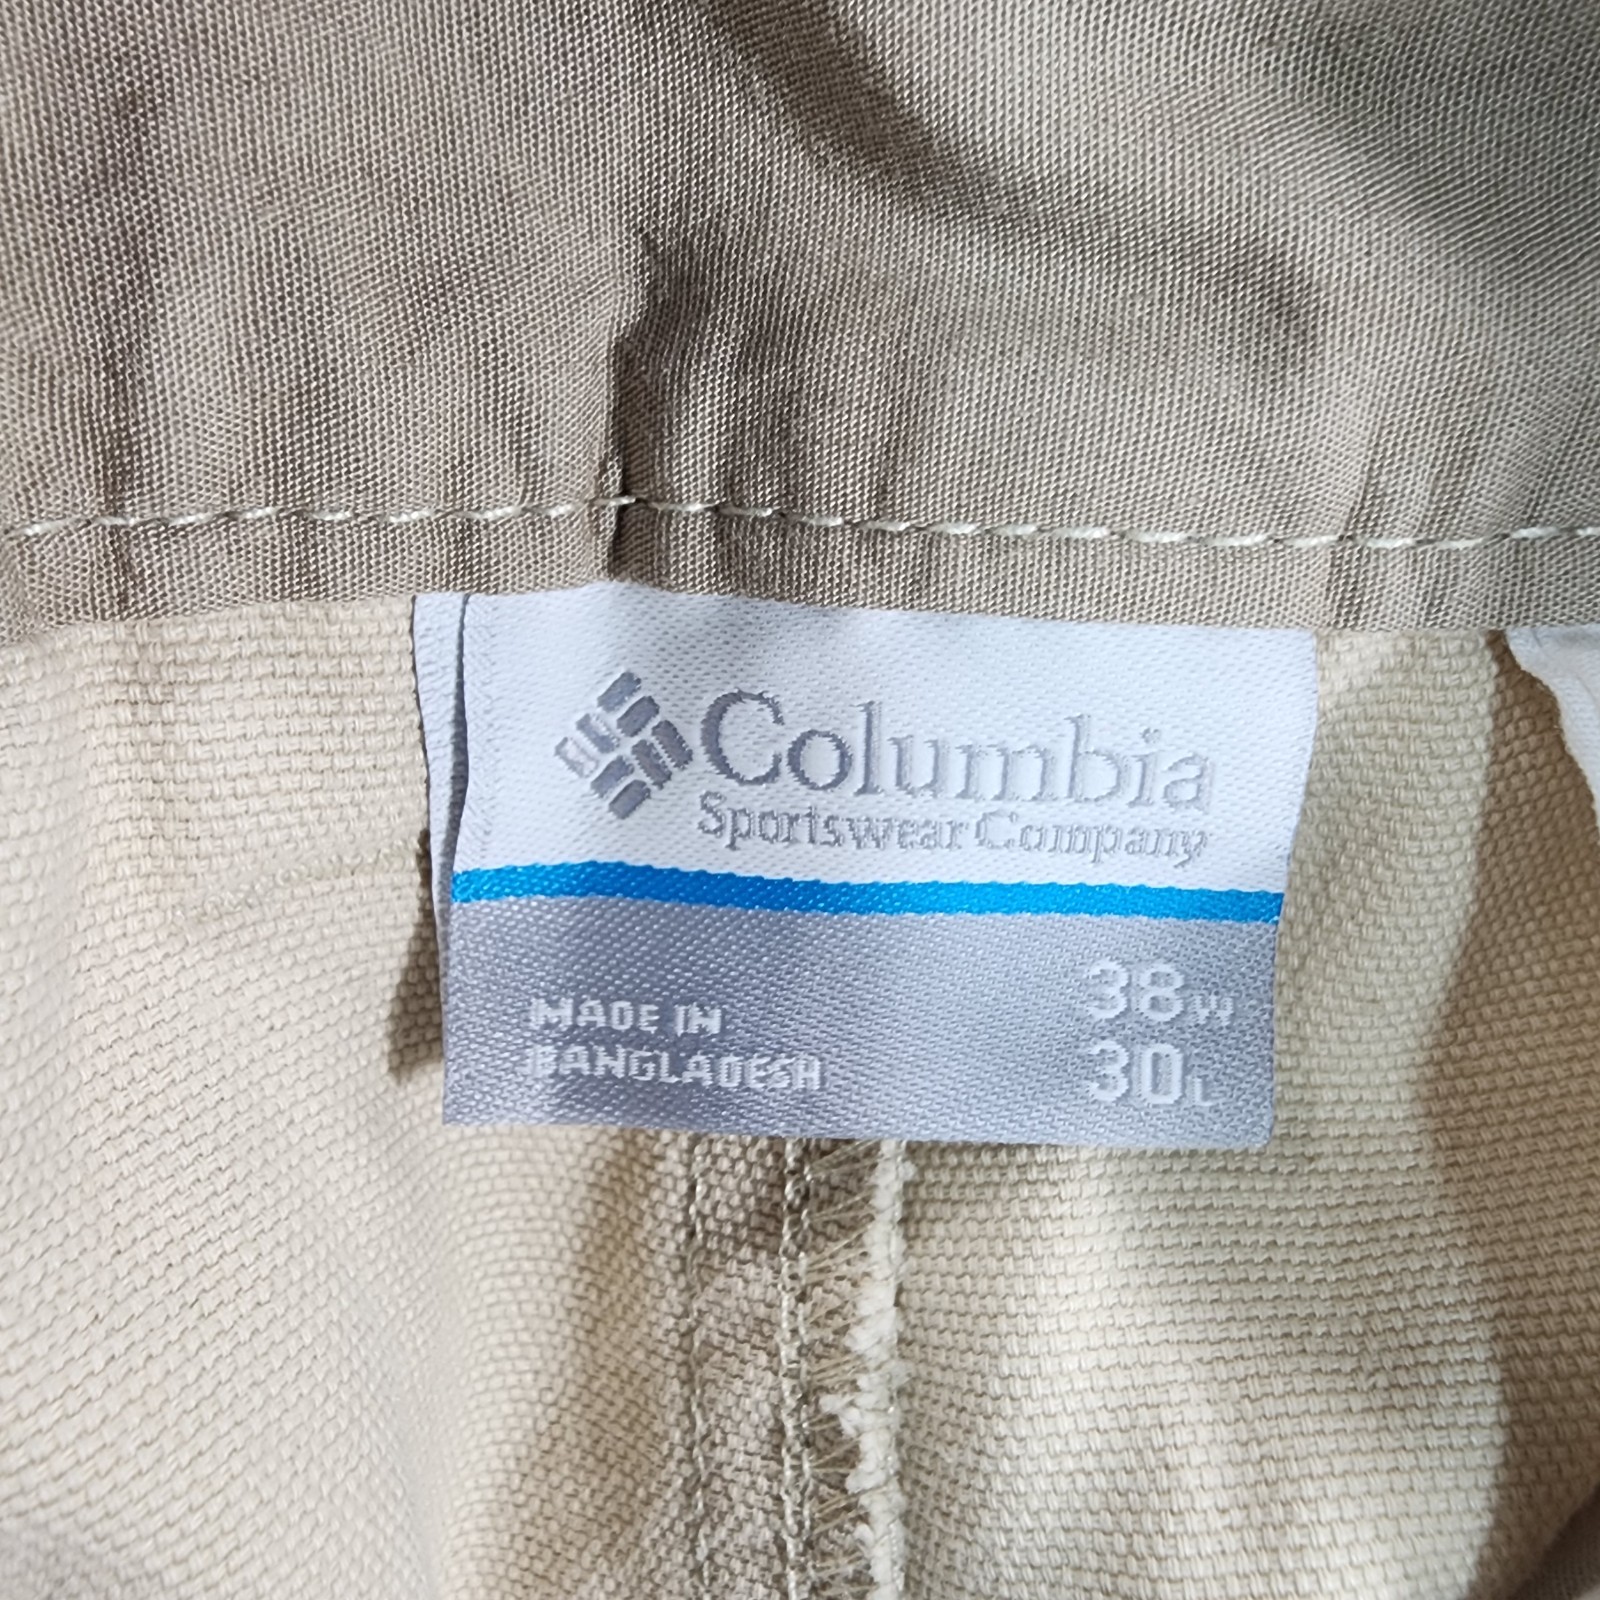 Columbia
Sportswear Company
MADE IN
BANGLADESH
38W
30L